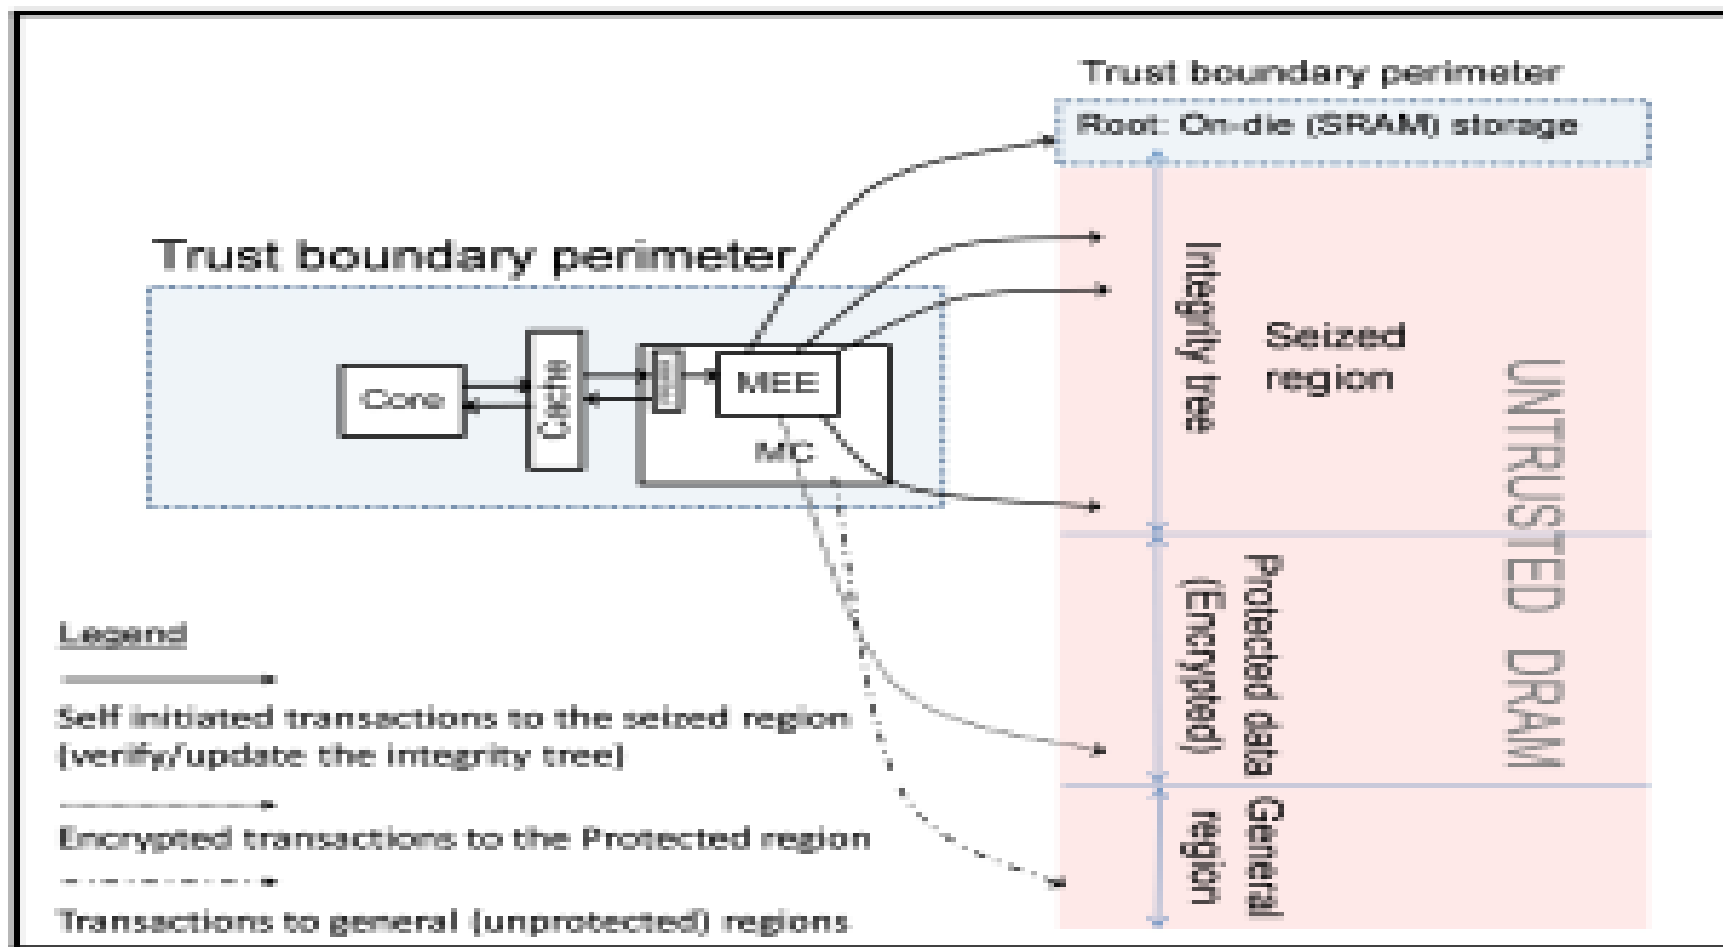 Trust boundary perimeter
Root: On-die (SRAM) storage
Trust boundary perimeter
Core
Cache
MEE
MC
Integrity tree
Seized
region
UNTRUSTED DRAM
Protected data
(Encrypted)
General
region
Legend
Self initiated transactions to the seized region
(verify/update the integrity tree)
Encrypted transactions to the Protected region
Transactions to general (unprotected) regions